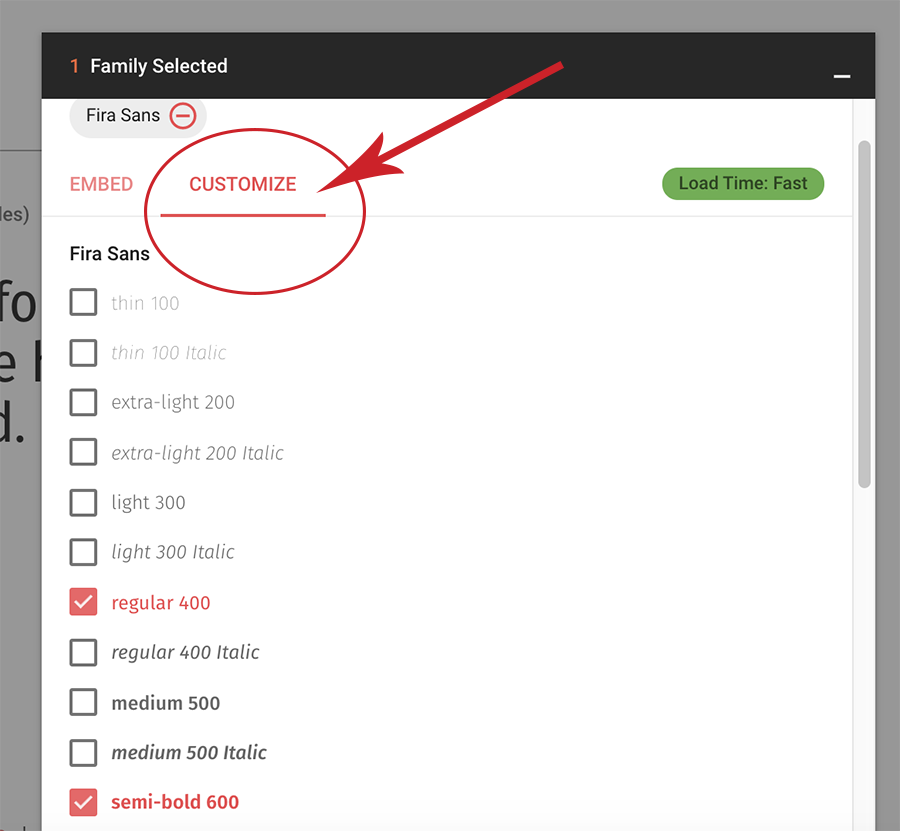 1 Family Selected
Fira Sans
EMBED CUSTOMIZE Load Time: Fast
les)
fo
e h
d.
Fira Sans
thin 100
thin 100 Italic
extra-light 200
extra-light 200 Italic
light 300
light 300 Italic
regular 400
regular 400 Italic
medium 500
medium 500 Italic
semi-bold 600